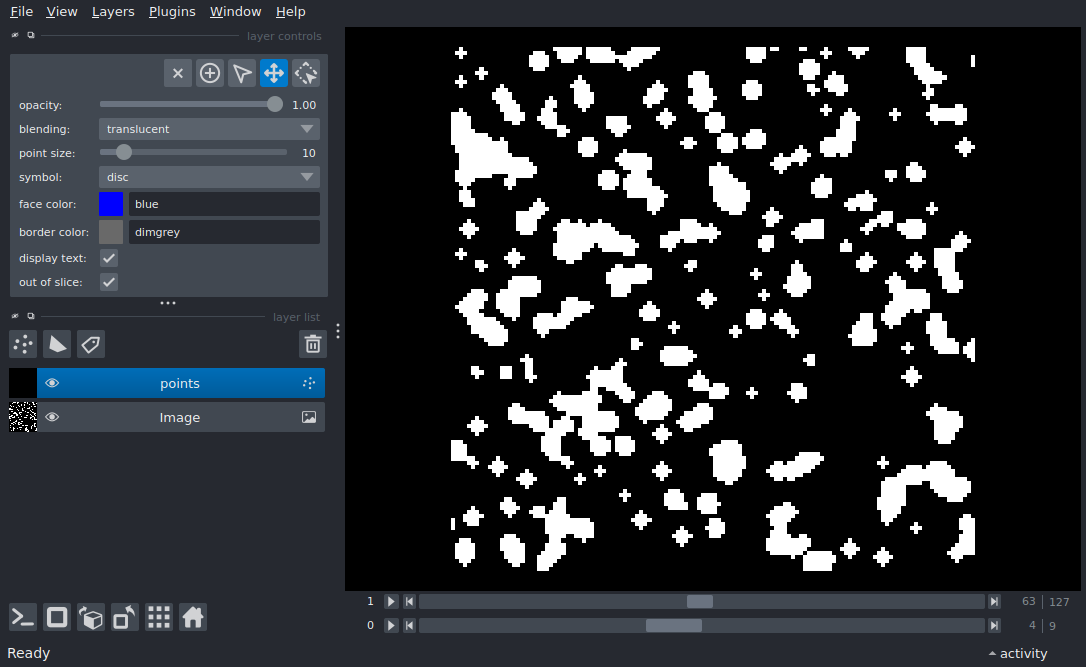 File View Layers Plugins Window Help
layer controls
opacity: 1.00
blending: translucent
point size: 10
symbol: disc
face color: blue
border color: dimgrey
display text:
out of slice:
layer list
points
Image
1 63 | 127
0 4 | 9
Ready activity